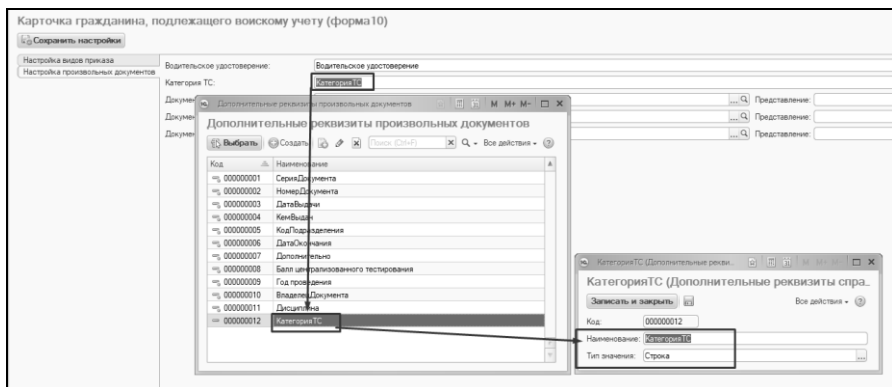 Карточка гражданина, подлежащего воискому учету (форма10)
Сохранить настройки
Настройка видов приказа
Настройка произвольных документов
Водительское удостоверение: Водительское удостоверение
Категория ТС: КатегорияТС
Докумен ... Представление:
Докумен ... Представление:
Докумен ... Представление:
Дополнительные реквизиты произвольных документов M M+ M-
Дополнительные реквизиты произвольных документов
Выбрать Создать Поиск (Ctrl+F) Все действия
Код Наименование
000000001 СерияДокумента
000000002 НомерДокумента
000000003 ДатаВыдачи
000000004 КемВыдан
000000005 КодПодразделения
000000006 ДатаОкончания
000000007 Дополнительно
000000008 Балл централизованного тестирования
000000009 Год проведения
000000010 ВладелецДокумента
000000011 Дисциплина
000000012 КатегорияТС
КатегорияТС (Дополнительные рекви... M M+ M-
КатегорияТС (Дополнительные реквизиты спра...
Записать и закрыть Все действия
Код: 000000012
Наименование: КатегорияТС
Тип значения: Строка ...